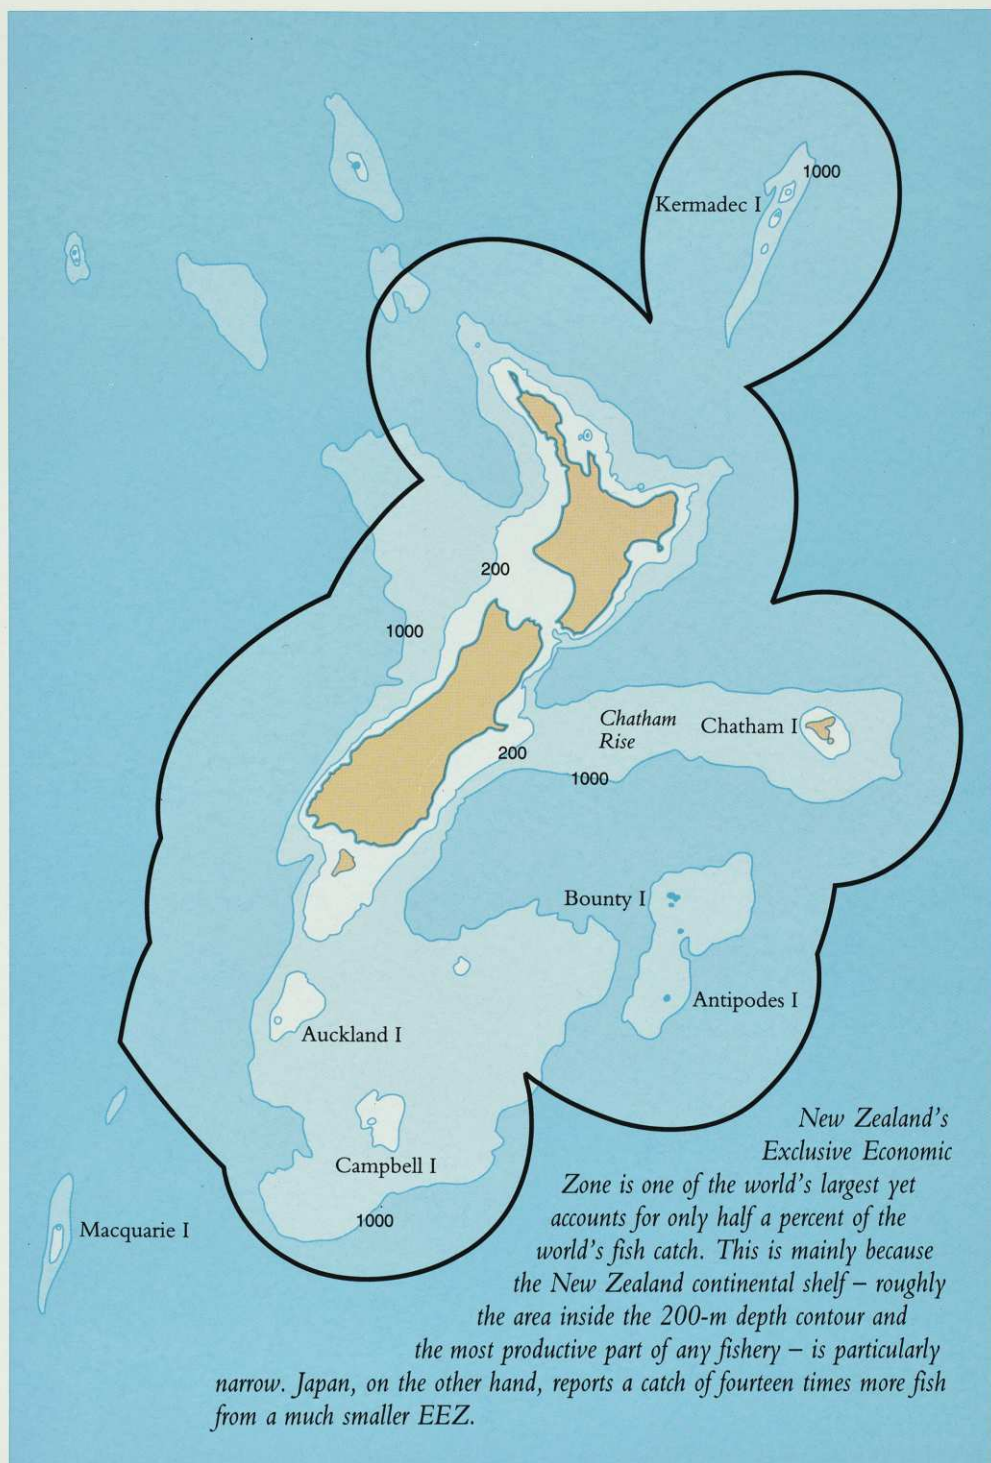 1000
Kermadec I
200
1000
Chatham
Rise
Chatham I
200
1000
Bounty I
Antipodes I
Auckland I
Campbell I
1000
Macquarie I
New Zealand's
Exclusive Economic
Zone is one of the world's largest yet
accounts for only half a percent of the
world's fish catch. This is mainly because
the New Zealand continental shelf – roughly
the area inside the 200-m depth contour and
the most productive part of any fishery – is particularly
narrow. Japan, on the other hand, reports a catch of fourteen times more fish
from a much smaller EEZ.